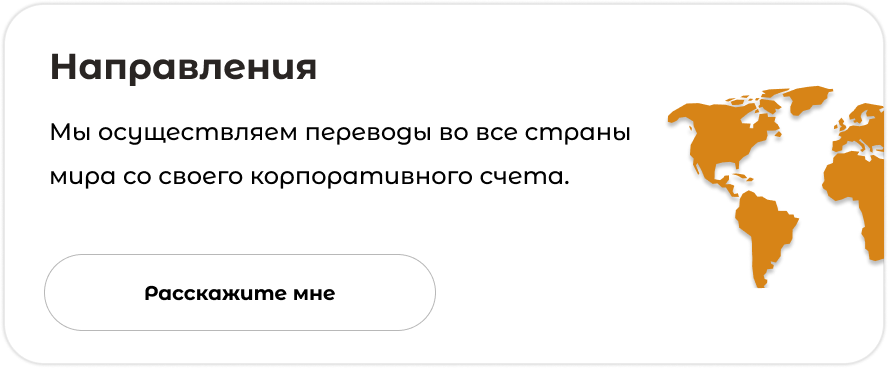 Направления
Мы осуществляем переводы во все страны
мира со своего корпоративного счета.
Расскажите мне